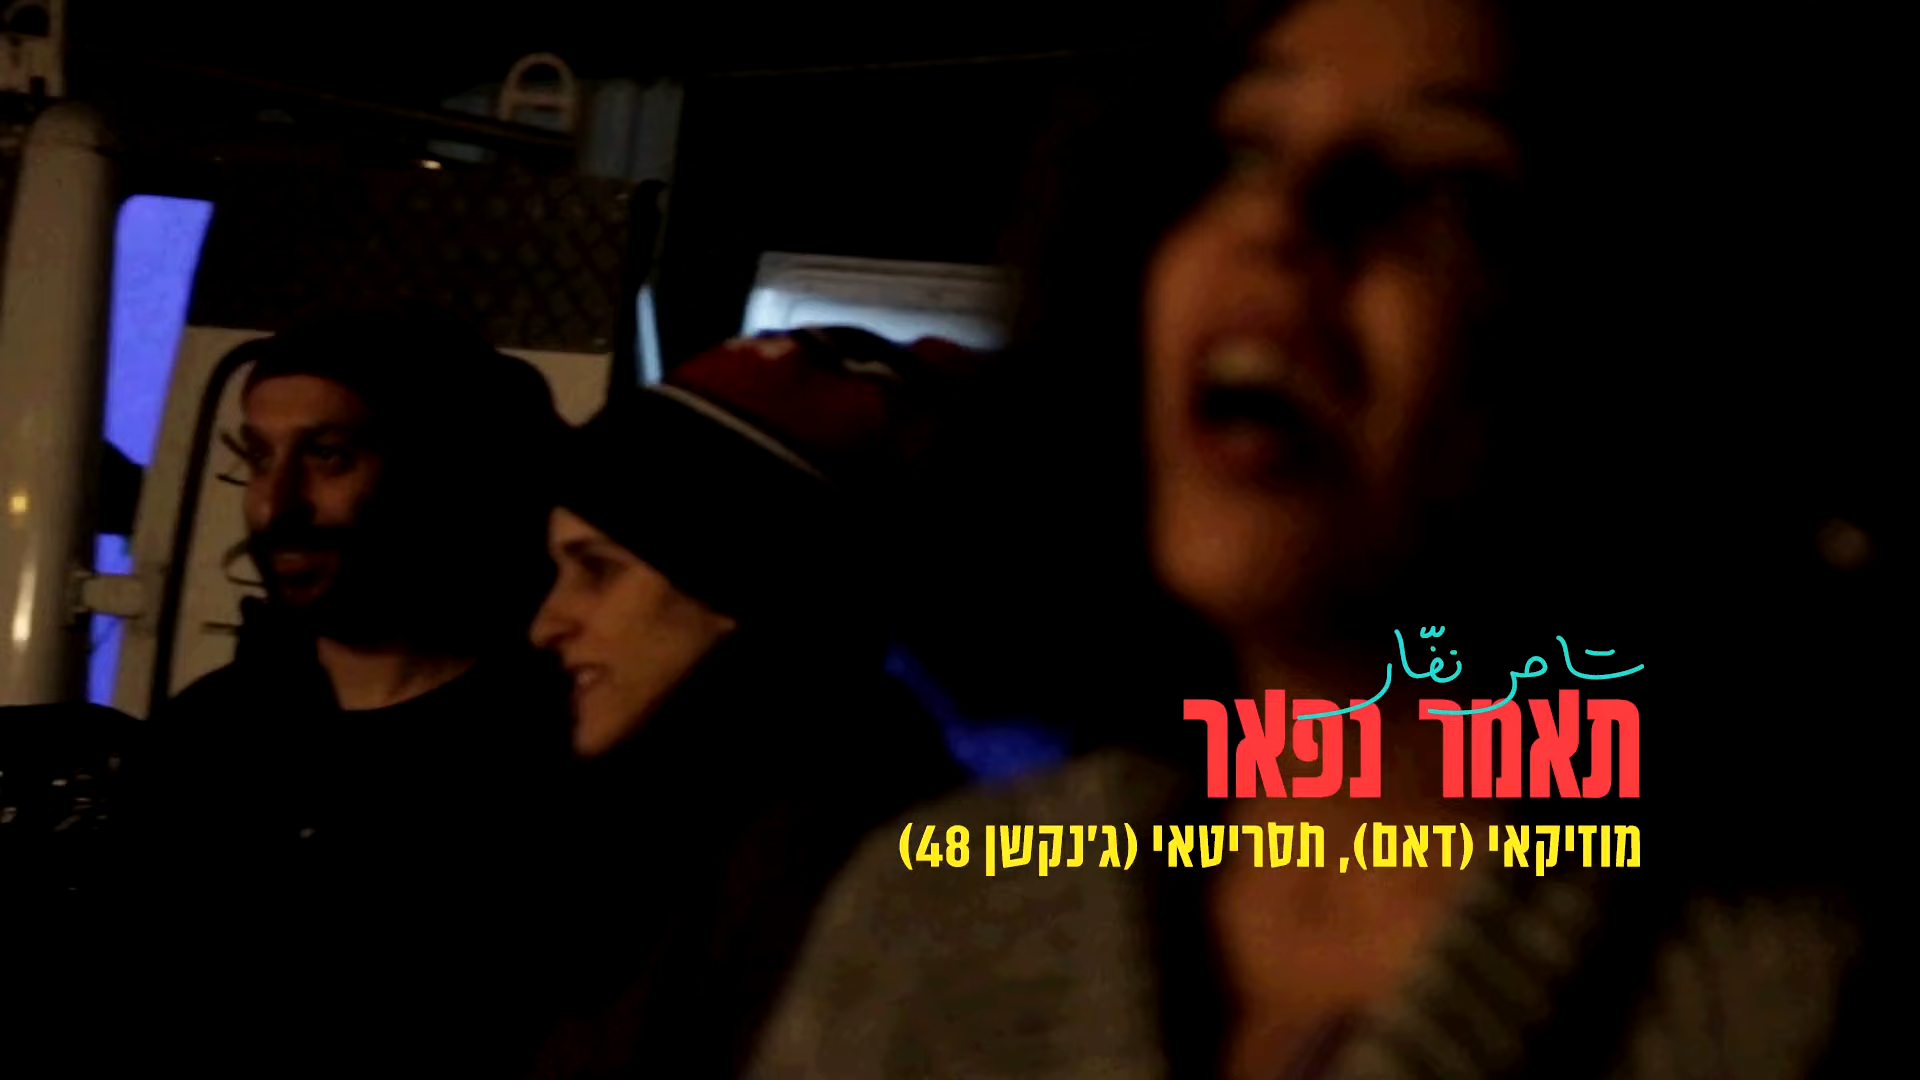 تامر نفّار
תאמר נפאר
מוזיקאי (דאם), תסריטאי (ג'נקשן 48)